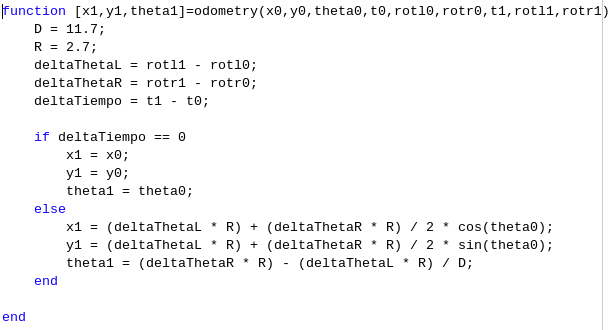 function [x1,y1,theta1]=odometry(x0,y0,theta0,t0,rotl0,rotr0,t1,rotl1,rotr1)
    D = 11.7;
    R = 2.7;
    deltaThetaL = rotl1 - rotl0;
    deltaThetaR = rotr1 - rotr0;
    deltaTiempo = t1 - t0;

    if deltaTiempo == 0
        x1 = x0;
        y1 = y0;
        theta1 = theta0;
    else
        x1 = (deltaThetaL * R) + (deltaThetaR * R) / 2 * cos(theta0);
        y1 = (deltaThetaL * R) + (deltaThetaR * R) / 2 * sin(theta0);
        theta1 = (deltaThetaR * R) - (deltaThetaL * R) / D;
    end

end